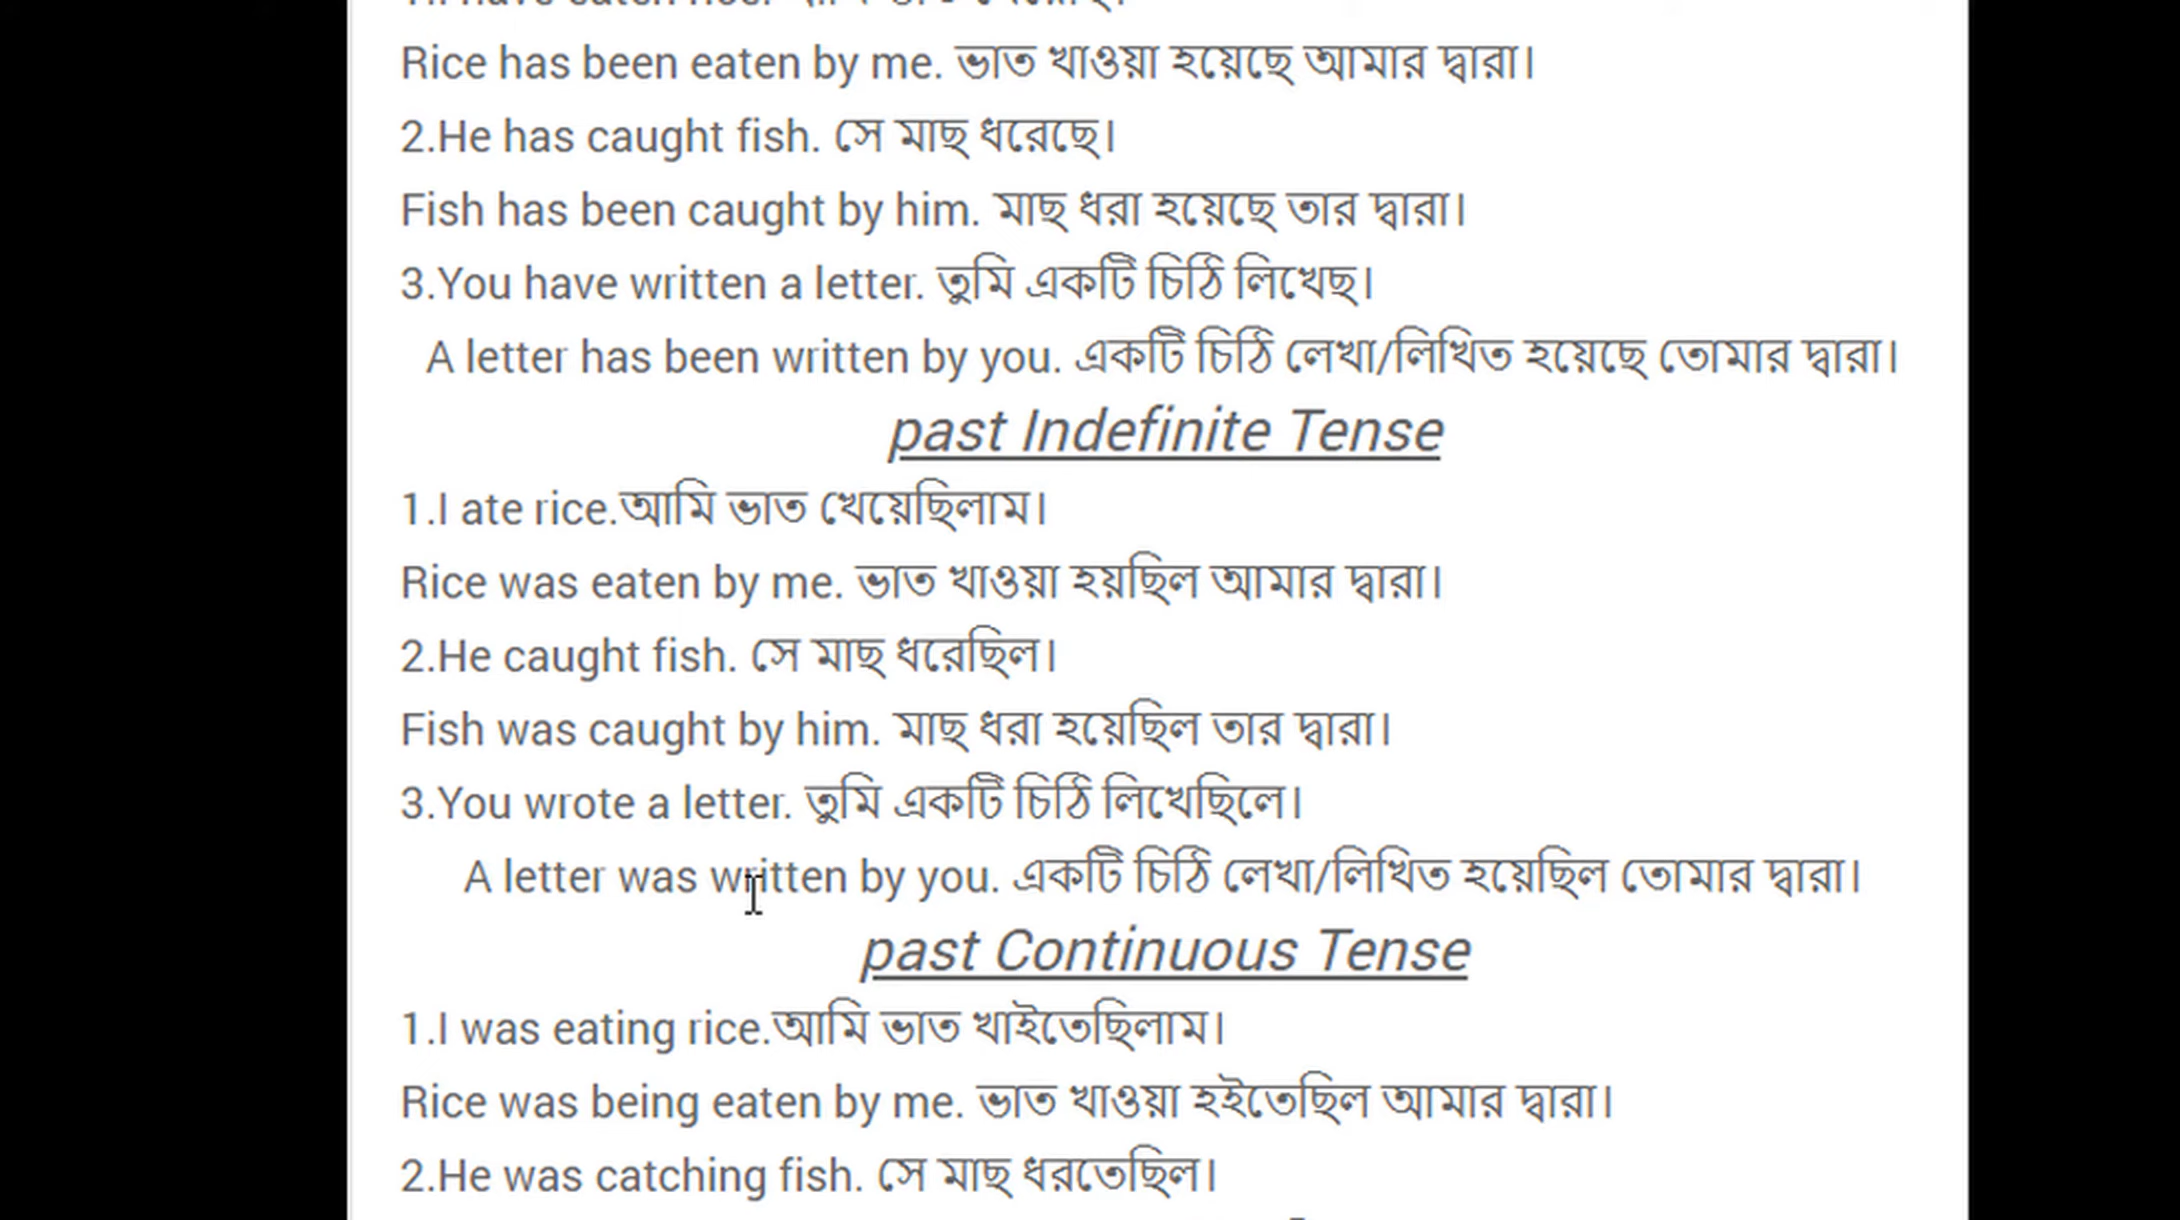 Rice has been eaten by me. ভাত খাওয়া হয়েছে আমার দ্বারা।
2.He has caught fish. সে মাছ ধরেছে।
Fish has been caught by him. মাছ ধরা হয়েছে তার দ্বারা।
3.You have written a letter. তুমি একটি চিঠি লিখেছ।
A letter has been written by you. একটি চিঠি লেখা/লিখিত হয়েছে তোমার দ্বারা।
past Indefinite Tense
1.I ate rice.আমি ভাত খেয়েছিলাম।
Rice was eaten by me. ভাত খাওয়া হয়ছিল আমার দ্বারা।
2.He caught fish. সে মাছ ধরেছিল।
Fish was caught by him. মাছ ধরা হয়েছিল তার দ্বারা।
3.You wrote a letter. তুমি একটি চিঠি লিখেছিলে।
A letter was written by you. একটি চিঠি লেখা/লিখিত হয়েছিল তোমার দ্বারা।
past Continuous Tense
1.I was eating rice.আমি ভাত খাইতেছিলাম।
Rice was being eaten by me. ভাত খাওয়া হইতেছিল আমার দ্বারা।
2.He was catching fish. সে মাছ ধরতেছিল।